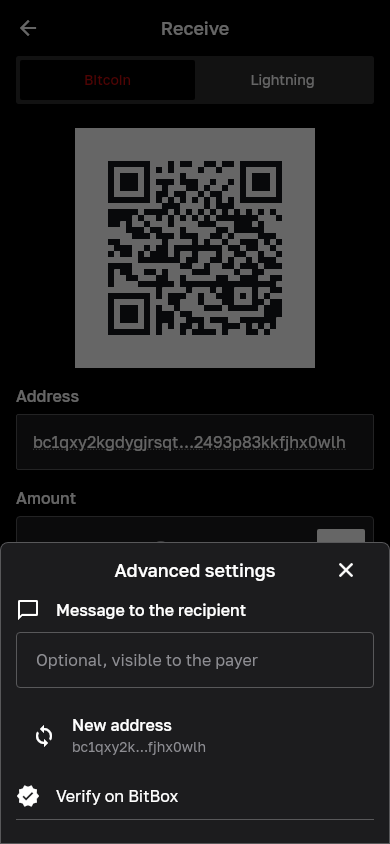 Receive
Bitcoin
Lightning
Address
bc1qxy2kgdygjrsqt...2493p83kkfjhx0wlh
Amount
Advanced settings
Message to the recipient
Optional, visible to the payer
New address
bc1qxy2k...fjhx0wlh
Verify on BitBox